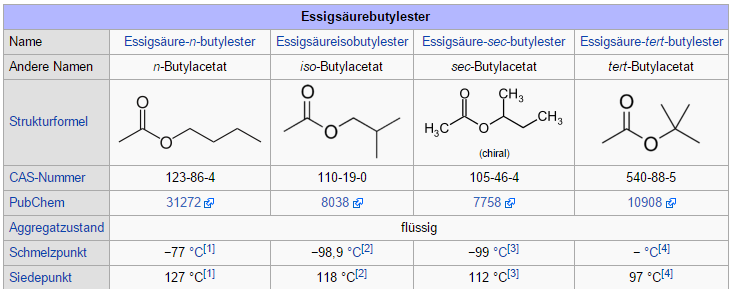 Essigsäurebutylester
Name Essigsäure-n-butylester Essigsäureisobutylester Essigsäure-sec-butylester Essigsäure-tert-butylester
Andere Namen n-Butylacetat iso-Butylacetat sec-Butylacetat tert-Butylacetat
Strukturformel O O O O O O CH3 H3C O CH3 (chiral) O O
CAS-Nummer 123-86-4 110-19-0 105-46-4 540-88-5
PubChem 31272 8038 7758 10908
Aggregatzustand flüssig
Schmelzpunkt –77 °C[1] –98,9 °C[2] –99 °C[3] – °C[4]
Siedepunkt 127 °C[1] 118 °C[2] 112 °C[3] 97 °C[4]